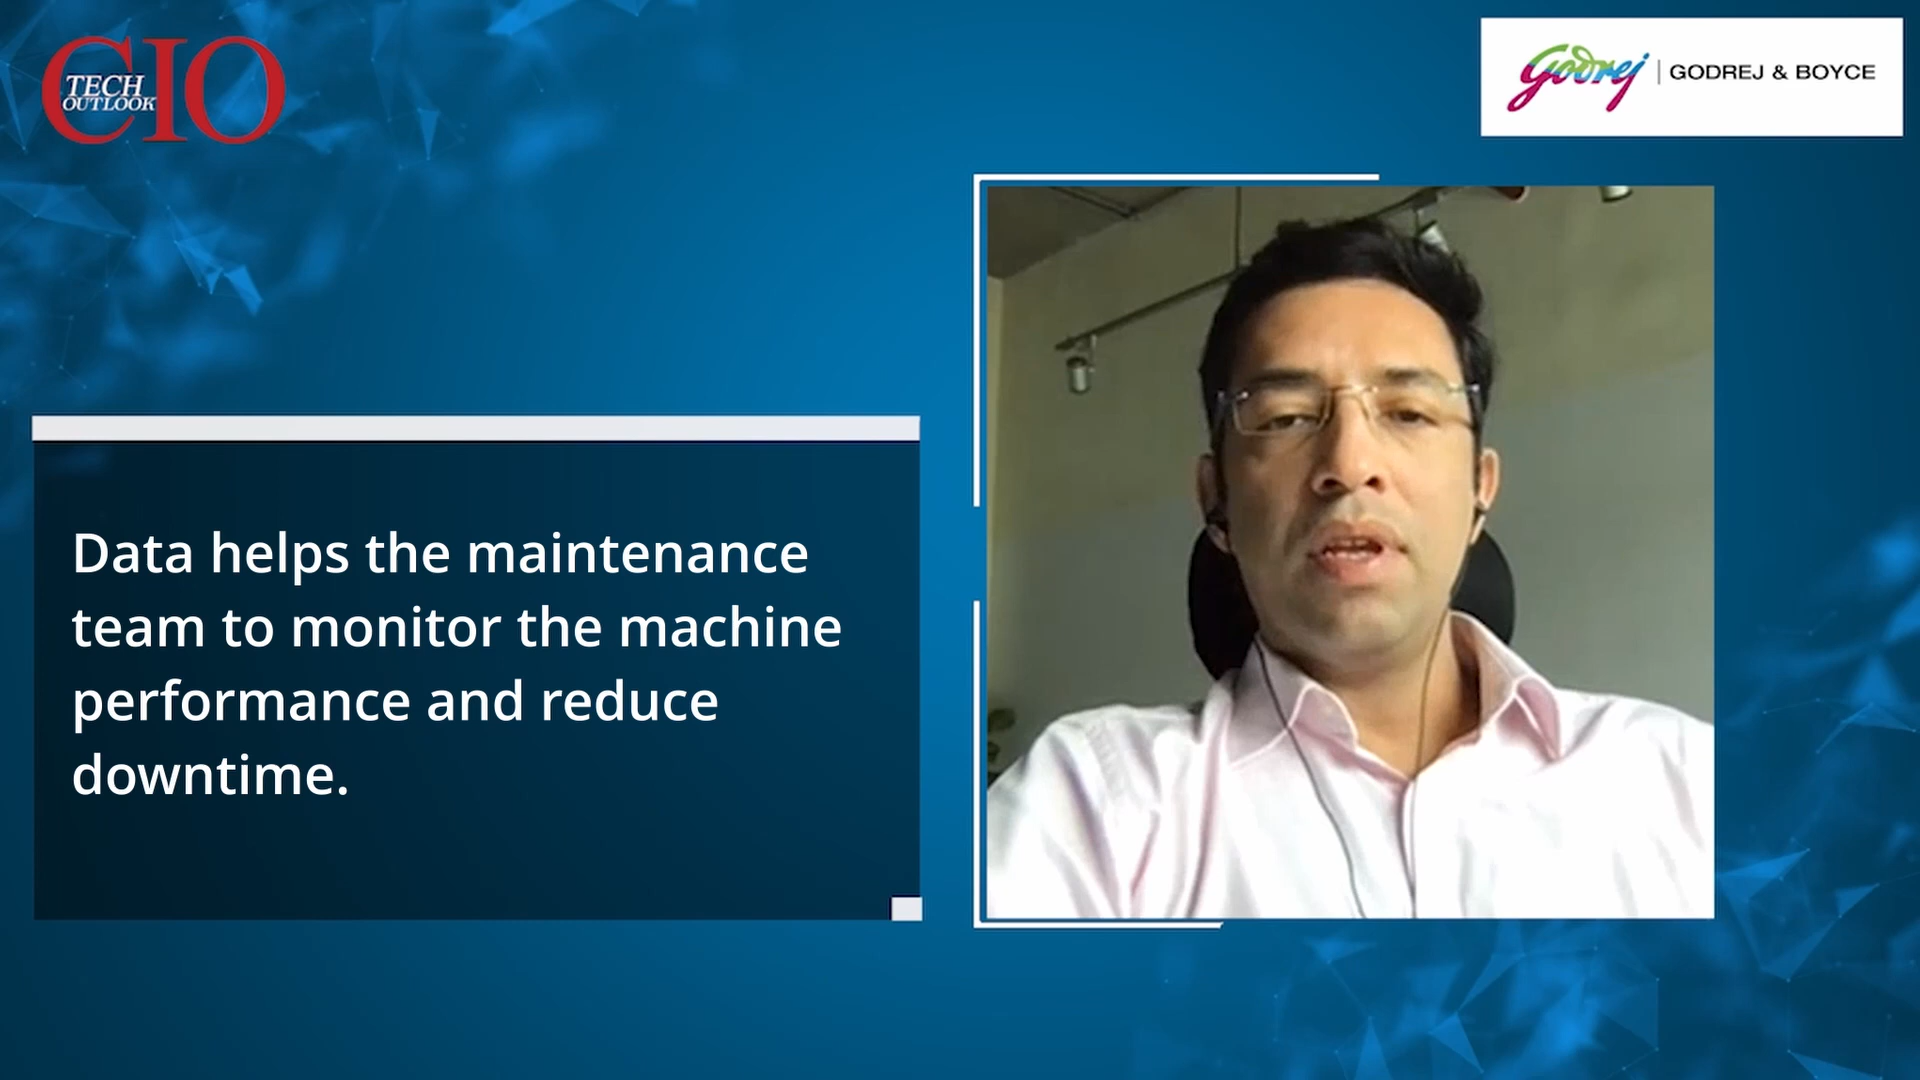 CIO
TECH
OUTLOOK
Godrej | GODREJ & BOYCE
Data helps the maintenance
team to monitor the machine
performance and reduce
downtime.